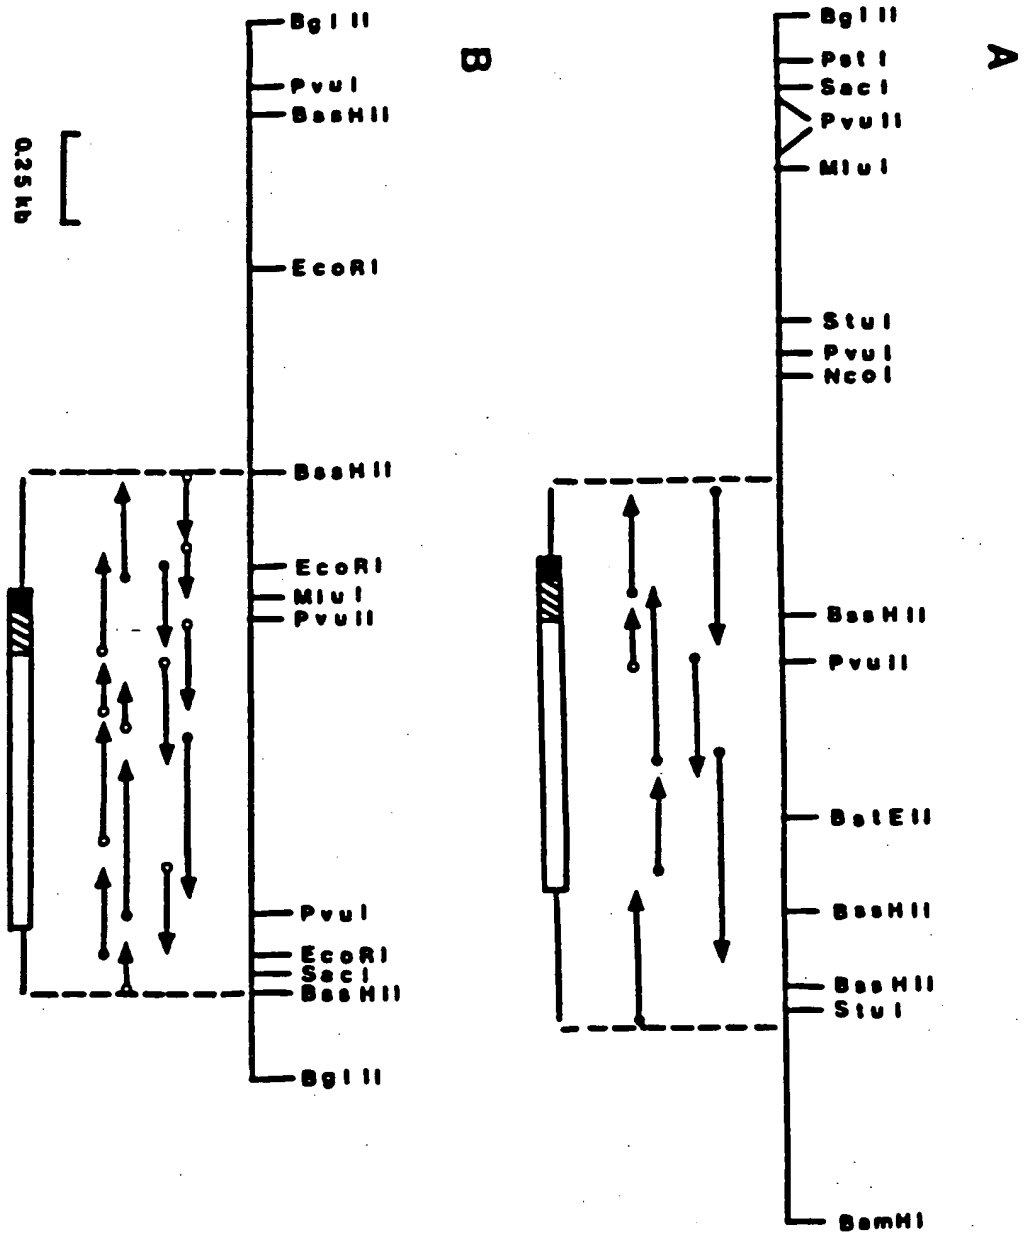 A
Bgl II
Pst I
Sac I
Pvu II
Mlu I
Stu I
Pvu I
Nco I
BssH II
Pvu II
BstE II
BssH II
BssH II
Stu I
BamH I
B
Bgl II
Pvu I
BssH II
EcoR I
BssH II
EcoR I
Mlu I
Pvu II
Pvu I
EcoR I
Sac I
BssH II
Bgl II
0.25 kb